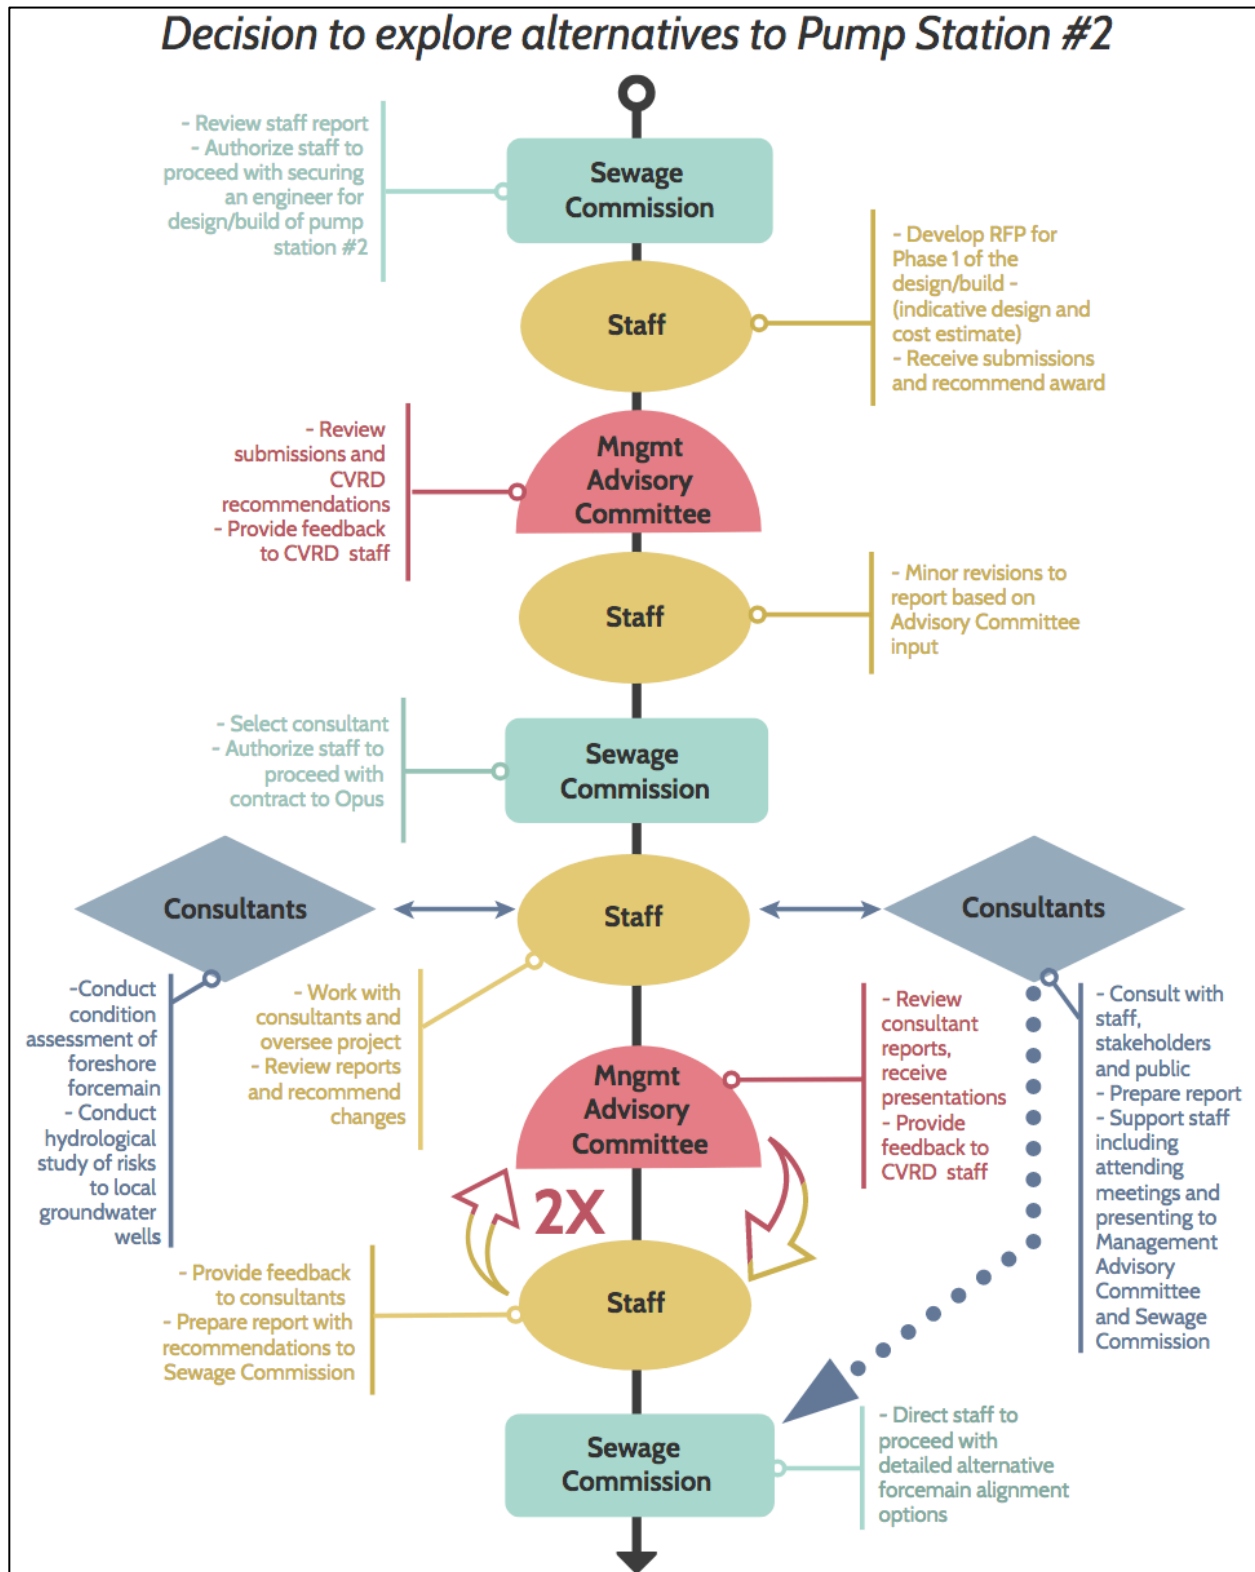 Decision to explore alternatives to Pump Station #2
- Review staff report
- Authorize staff to
proceed with securing
an engineer for
design/build of pump
station #2
Sewage
Commission
Staff
- Develop RFP for
Phase 1 of the
design/build -
(indicative design and
cost estimate)
- Receive submissions
and recommend award
- Review
submissions and
CVRD
recommendations
- Provide feedback
to CVRD staff
Mngmt
Advisory
Committee
Staff
- Minor revisions to
report based on
Advisory Committee
input
- Select consultant
- Authorize staff to
proceed with
contract to Opus
Sewage
Commission
Consultants
Staff
Consultants
-Conduct
condition
assessment of
foreshore
forcemain
- Conduct
hydrological
study of risks
to local
groundwater
wells
- Work with
consultants and
oversee project
- Review reports
and recommend
changes
Mngmt
Advisory
Committee
- Review
consultant
reports,
receive
presentations
- Provide
feedback to
CVRD staff
- Consult with
staff,
stakeholders
and public
- Prepare report
- Support staff
including
attending
meetings and
presenting to
Management
Advisory
Committee
and Sewage
Commission
2X
- Provide feedback
to consultants
- Prepare report with
recommendations to
Sewage Commission
Staff
Sewage
Commission
- Direct staff to
proceed with
detailed alternative
forcemain alignment
options